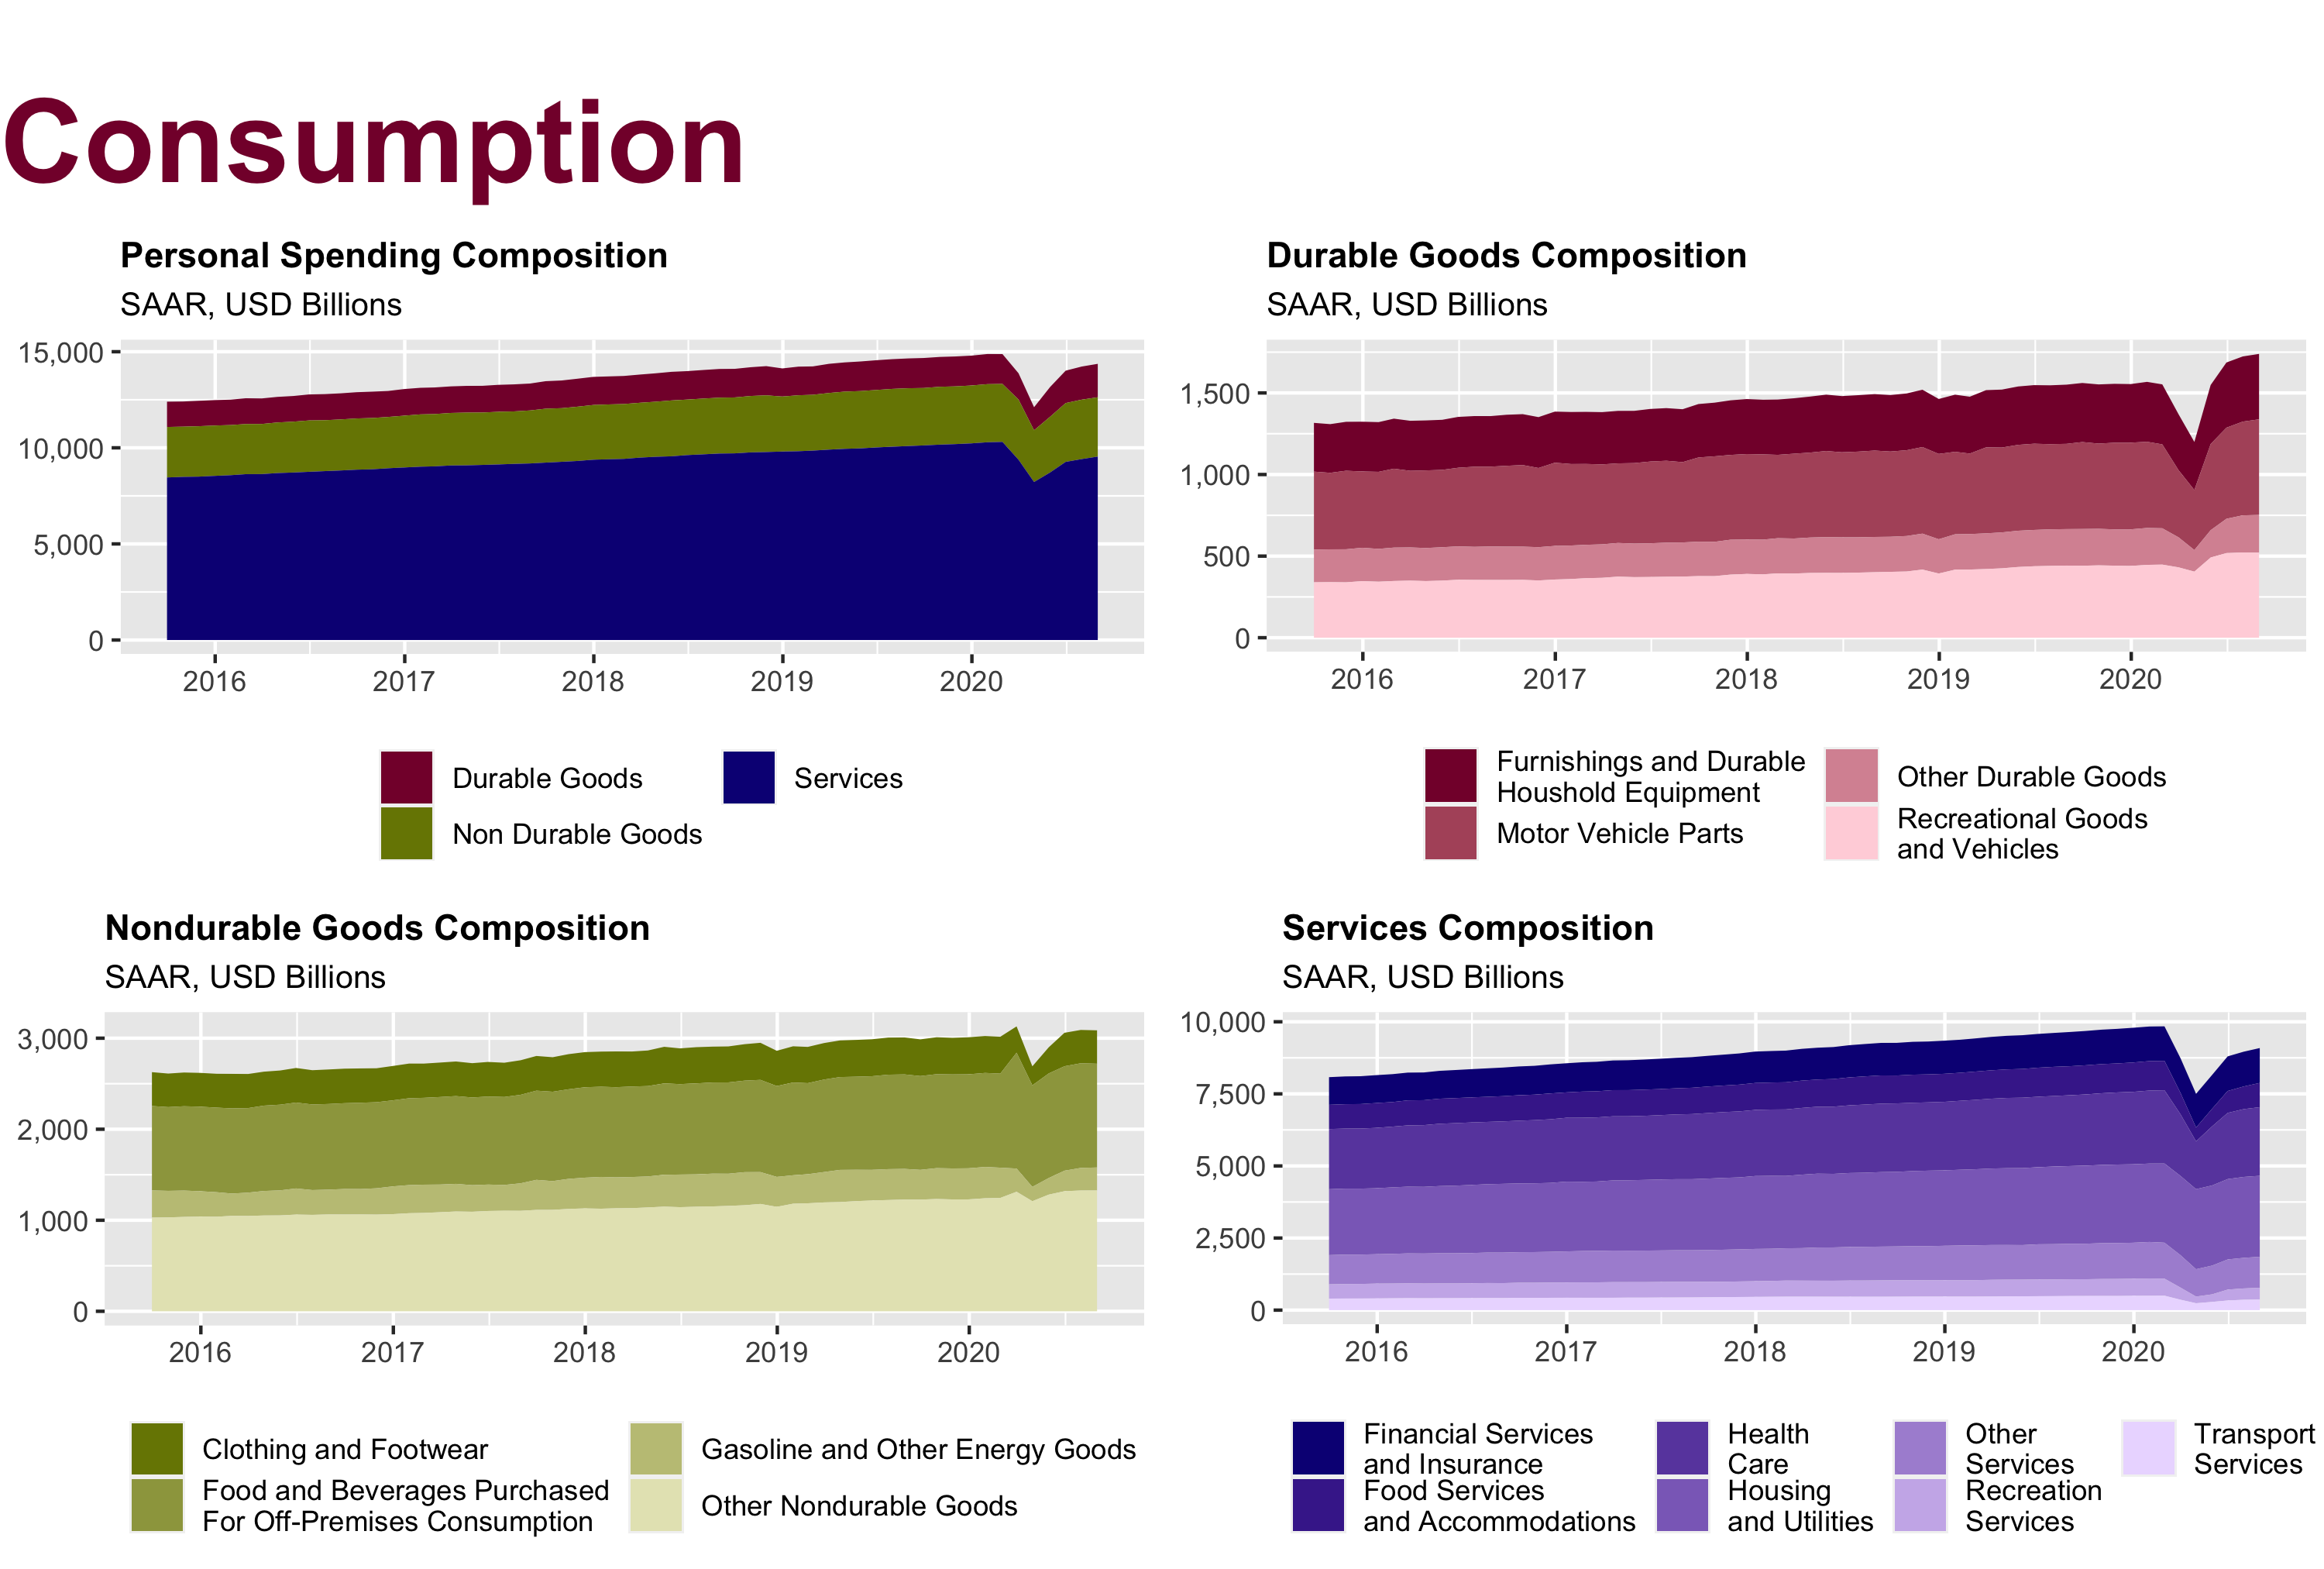 Consumption
Personal Spending Composition
SAAR, USD Billions
15,000
10,000
5,000
0
2016 2017 2018 2019 2020
Durable Goods
Non Durable Goods
Services
Durable Goods Composition
SAAR, USD Billions
1,500
1,000
500
0
2016 2017 2018 2019 2020
Furnishings and Durable
Houshold Equipment
Motor Vehicle Parts
Other Durable Goods
Recreational Goods
and Vehicles
Nondurable Goods Composition
SAAR, USD Billions
3,000
2,000
1,000
0
2016 2017 2018 2019 2020
Clothing and Footwear
Food and Beverages Purchased
For Off-Premises Consumption
Gasoline and Other Energy Goods
Other Nondurable Goods
Services Composition
SAAR, USD Billions
10,000
7,500
5,000
2,500
0
2016 2017 2018 2019 2020
Financial Services
and Insurance
Food Services
and Accommodations
Health
Care
Housing
and Utilities
Other
Services
Recreation
Services
Transport
Services